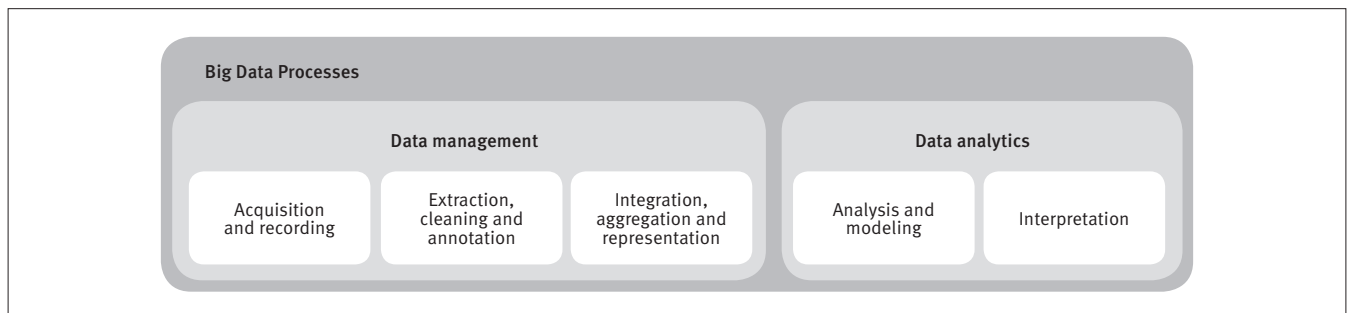 Big Data Processes
Data management
Acquisition
and recording
Extraction,
cleaning and
annotation
Integration,
aggregation and
representation
Data analytics
Analysis and
modeling
Interpretation